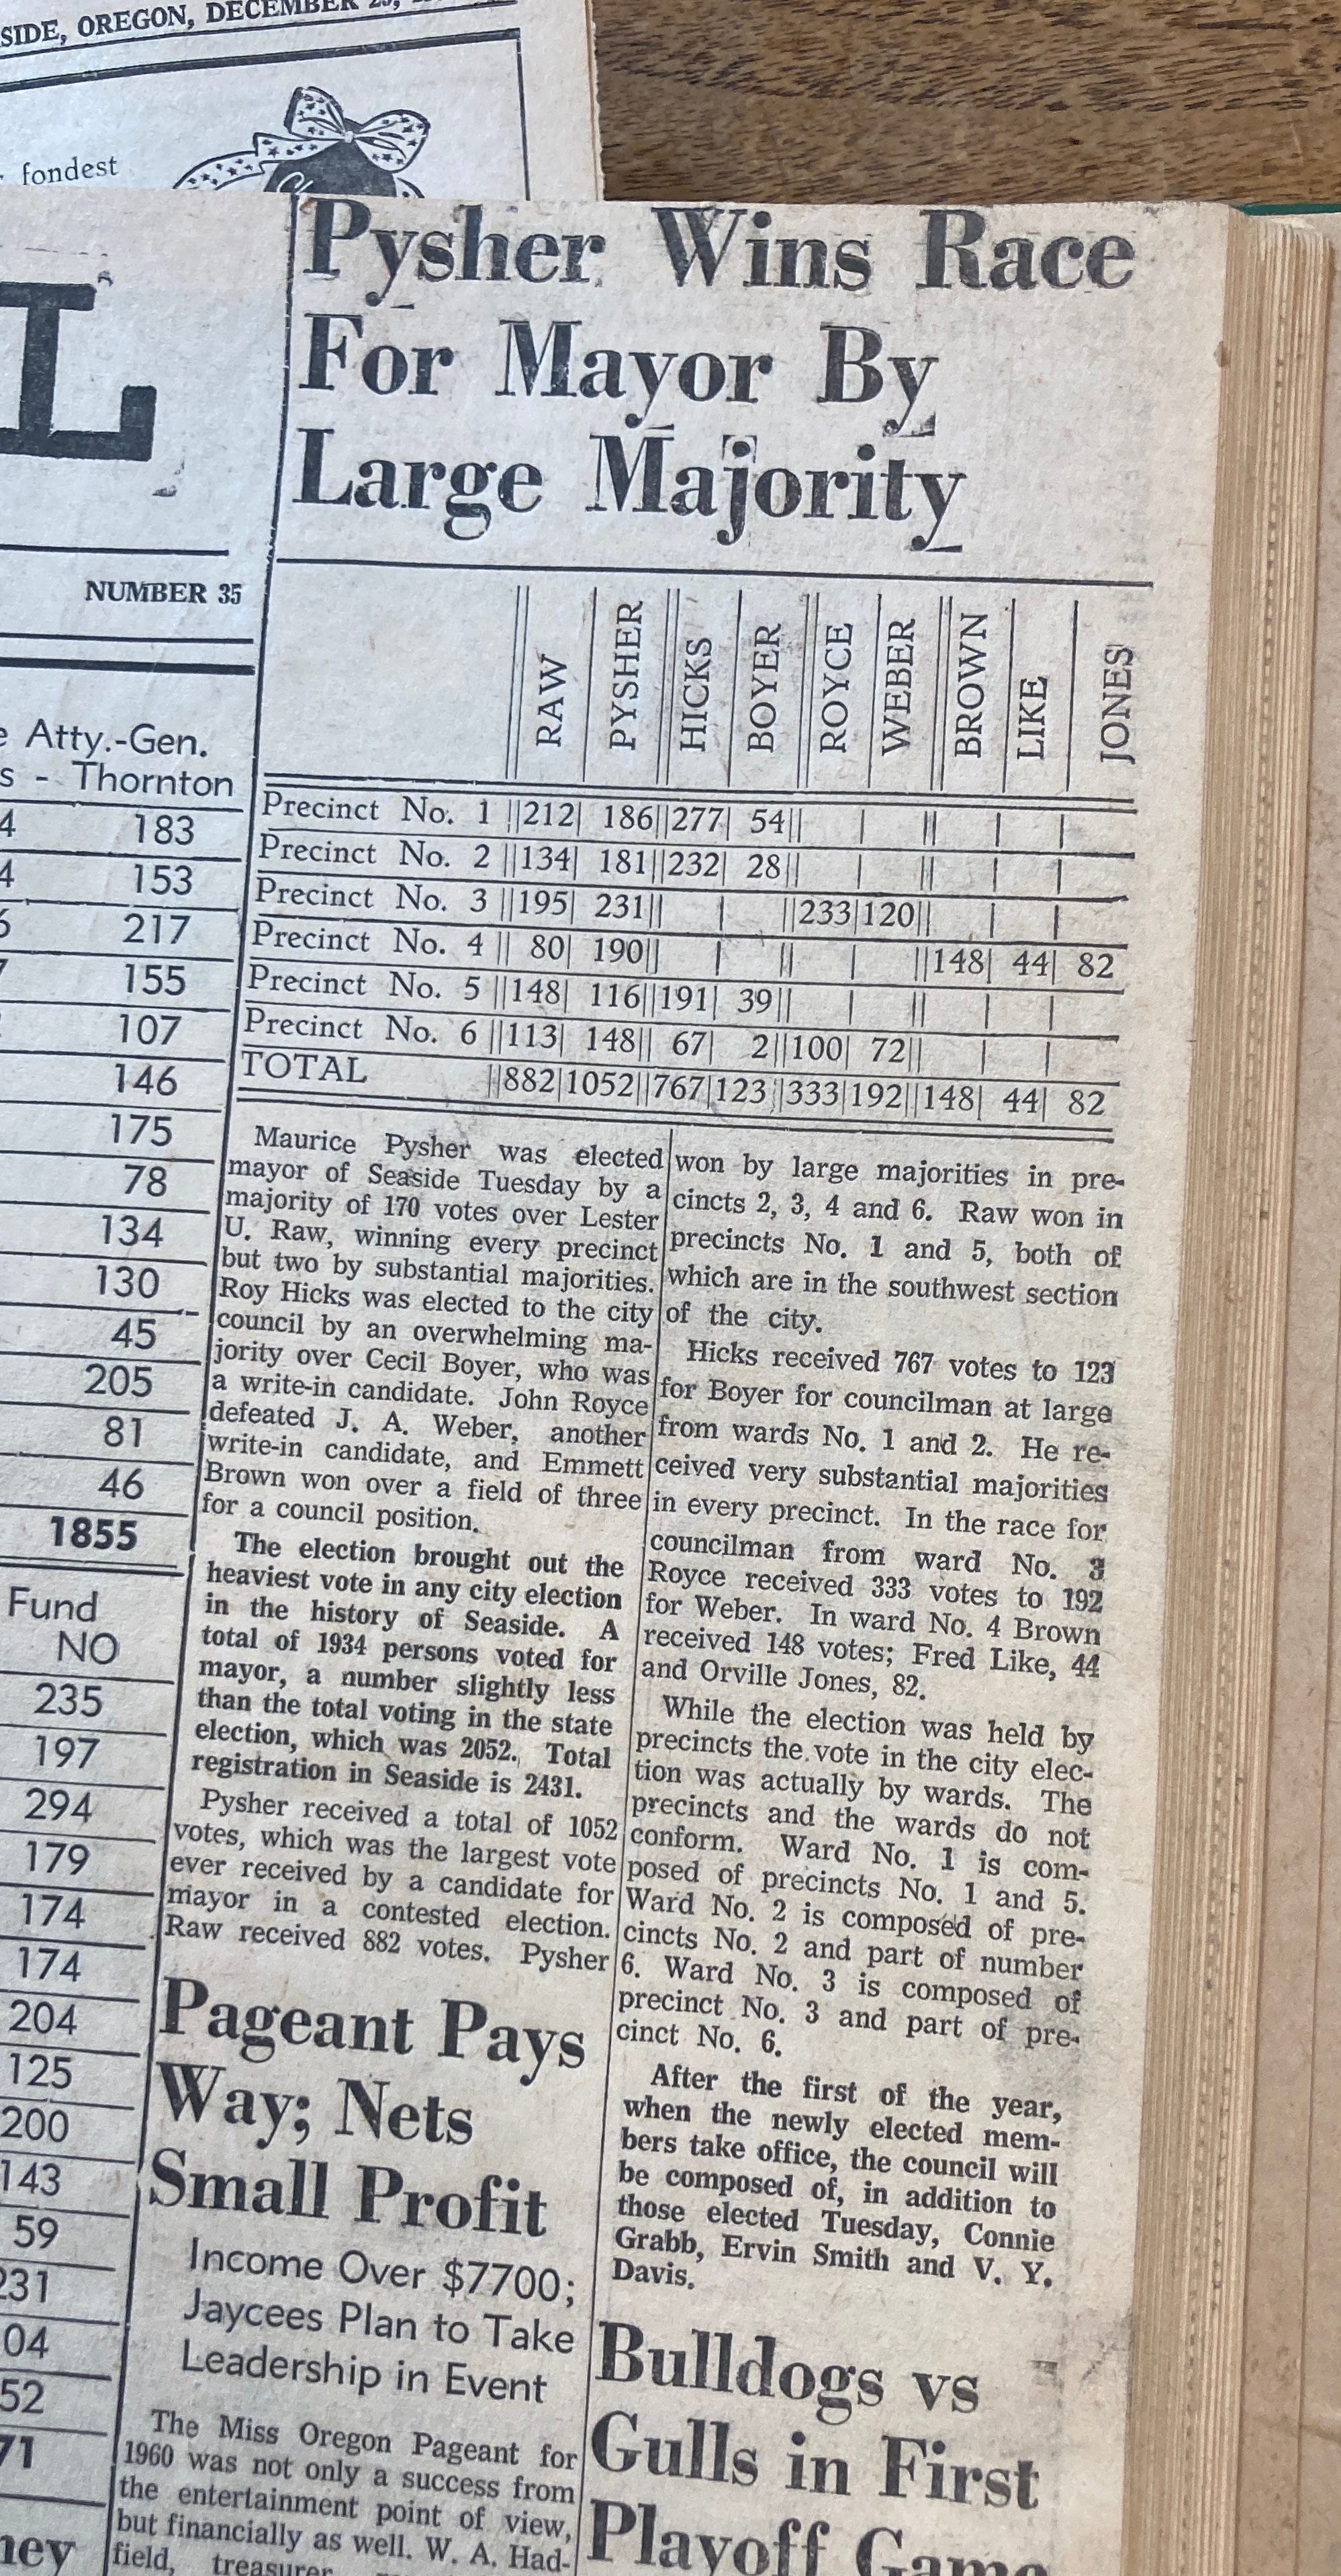 SIDE, OREGON, DECEMBER
fondest
L
NUMBER 35
Atty.-Gen.
s - Thornton
4 183
4 153
6 217
7 155
107
146
175
78
134
130
45
205
81
46
1855
Fund
NO
235
197
294
179
174
174
204
125
200
143
59
231
04
52
71
ney
Pysher Wins Race
For Mayor By
Large Majority
RAW PYSHER HICKS BOYER ROYCE WEBER BROWN LIKE JONES
Precinct No. 1 ||212| 186||277| 54|| | || | |
Precinct No. 2 ||134| 181||232| 28|| | || | |
Precinct No. 3 ||195| 231|| | ||233|120|| | |
Precinct No. 4 || 80| 190|| | || | ||148| 44| 82
Precinct No. 5 ||148| 116||191| 39|| | || | |
Precinct No. 6 ||113| 148|| 67| 2||100| 72|| | |
TOTAL ||882|1052||767|123||333|192||148| 44| 82
Maurice Pysher was elected
mayor of Seaside Tuesday by a
majority of 170 votes over Lester
U. Raw, winning every precinct
but two by substantial majorities.
Roy Hicks was elected to the city
council by an overwhelming ma-
jority over Cecil Boyer, who was
a write-in candidate. John Royce
defeated J. A. Weber, another
write-in candidate, and Emmett
Brown won over a field of three
for a council position.
The election brought out the
heaviest vote in any city election
in the history of Seaside. A
total of 1934 persons voted for
mayor, a number slightly less
than the total voting in the state
election, which was 2052. Total
registration in Seaside is 2431.
Pysher received a total of 1052
votes, which was the largest vote
ever received by a candidate for
mayor in a contested election.
Raw received 882 votes. Pysher
won by large majorities in pre-
cincts 2, 3, 4 and 6. Raw won in
precincts No. 1 and 5, both of
which are in the southwest section
of the city.
Hicks received 767 votes to 123
for Boyer for councilman at large
from wards No. 1 and 2. He re-
ceived very substantial majorities
in every precinct. In the race for
councilman from ward No. 3
Royce received 333 votes to 192
for Weber. In ward No. 4 Brown
received 148 votes; Fred Like, 44
and Orville Jones, 82.
While the election was held by
precincts the vote in the city elec-
tion was actually by wards. The
precincts and the wards do not
conform. Ward No. 1 is com-
posed of precincts No. 1 and 5.
Ward No. 2 is composed of pre-
cincts No. 2 and part of number
6. Ward No. 3 is composed of
precinct No. 3 and part of pre-
cinct No. 6.
After the first of the year,
when the newly elected mem-
bers take office, the council will
be composed of, in addition to
those elected Tuesday, Connie
Grabb, Ervin Smith and V. Y.
Davis.
Pageant Pays
Way; Nets
Small Profit
Income Over $7700;
Jaycees Plan to Take
Leadership in Event
The Miss Oregon Pageant for
1960 was not only a success from
the entertainment point of view,
but financially as well. W. A. Had-
field, treasurer
Bulldogs vs
Gulls in First
Playoff Game